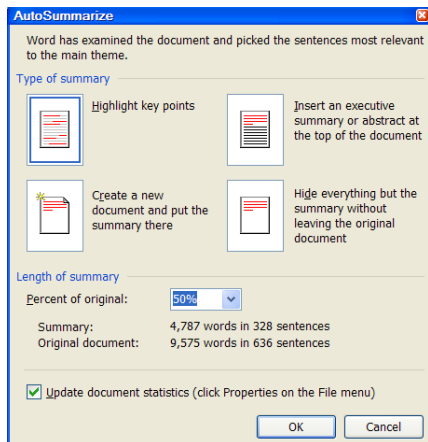 AutoSummarize
Word has examined the document and picked the sentences most relevant
to the main theme.
Type of summary
Highlight key points
Insert an executive
summary or abstract at
the top of the document
Create a new
document and put the
summary there
Hide everything but the
summary without
leaving the original
document
Length of summary
Percent of original:
50%
Summary:
4,787 words in 328 sentences
Original document:
9,575 words in 636 sentences
Update document statistics (click Properties on the File menu)
OK
Cancel